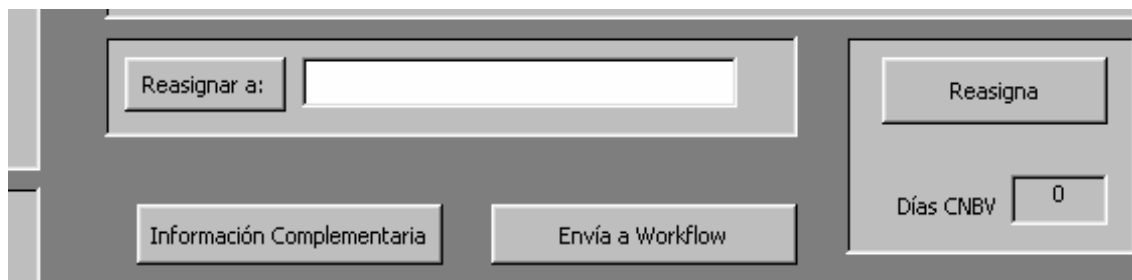 Reasignar a:
Reasigna
Días CNBV 0
Información Complementaria
Envía a Workflow